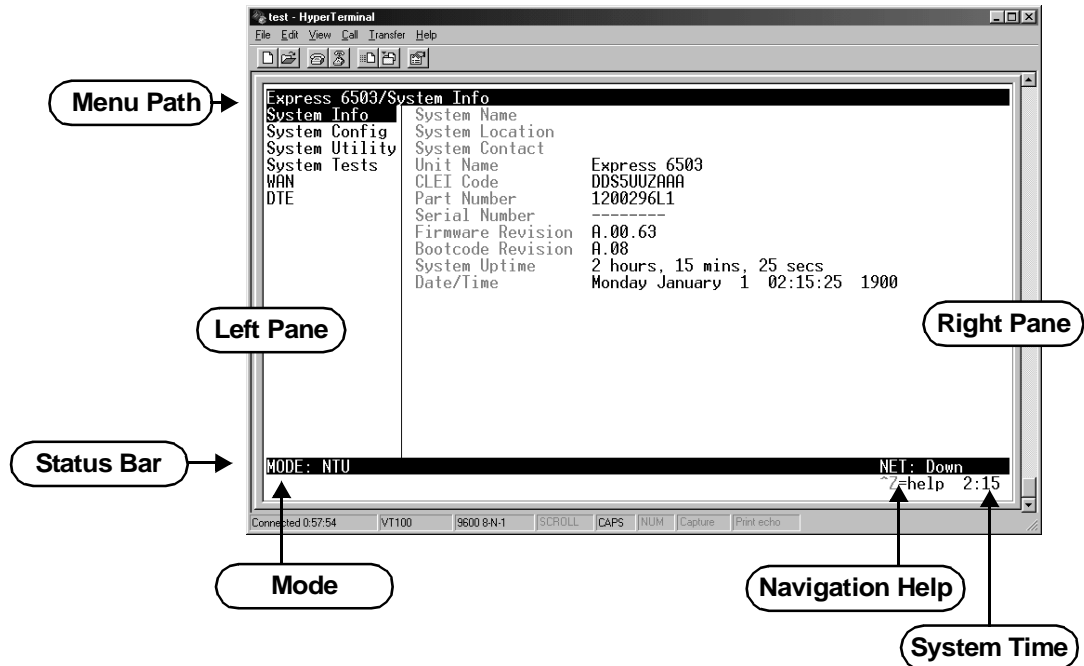 test - HyperTerminal
File Edit View Call Transfer Help
Menu Path
Express 6503/System Info
System Info System Name
System Config System Location
System Utility System Contact
System Tests Unit Name Express 6503
WAN CLEI Code DDS5UUZAAA
DTE Part Number 1200296L1
Serial Number --------
Firmware Revision A.00.63
Bootcode Revision A.08
System Uptime 2 hours, 15 mins, 25 secs
Date/Time Monday January 1 02:15:25 1900
Left Pane
Right Pane
Status Bar
MODE: NTU NET: Down
^Z=help 2:15
Connected 0:57:54 VT100 9600 8-N-1 SCROLL CAPS NUM Capture Print echo
Mode
Navigation Help
System Time